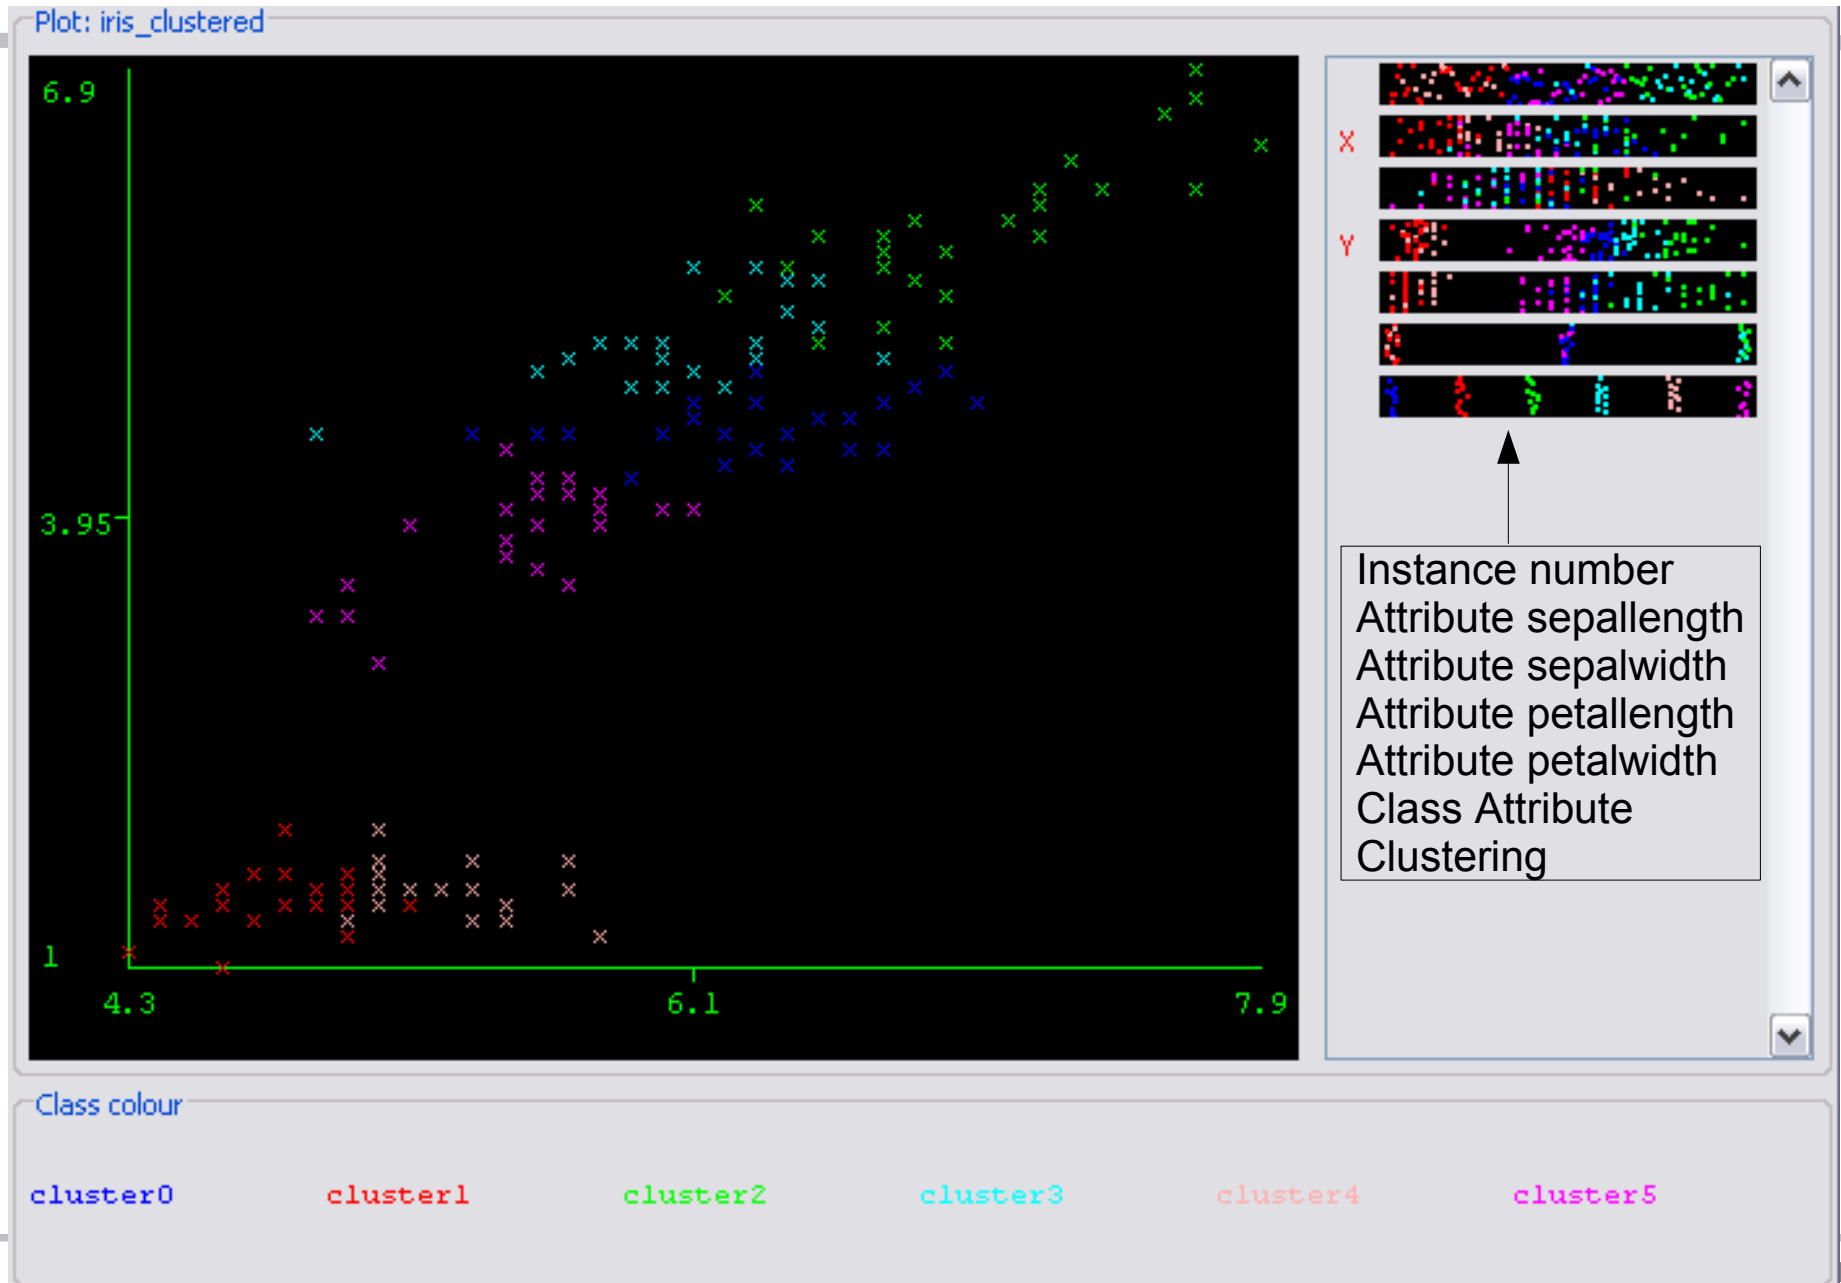 Plot: iris_clustered
6.9
3.95
1
4.3 6.1 7.9
X
Y
Instance number
Attribute sepallength
Attribute sepalwidth
Attribute petallength
Attribute petalwidth
Class Attribute
Clustering
Class colour
cluster0 cluster1 cluster2 cluster3 cluster4 cluster5